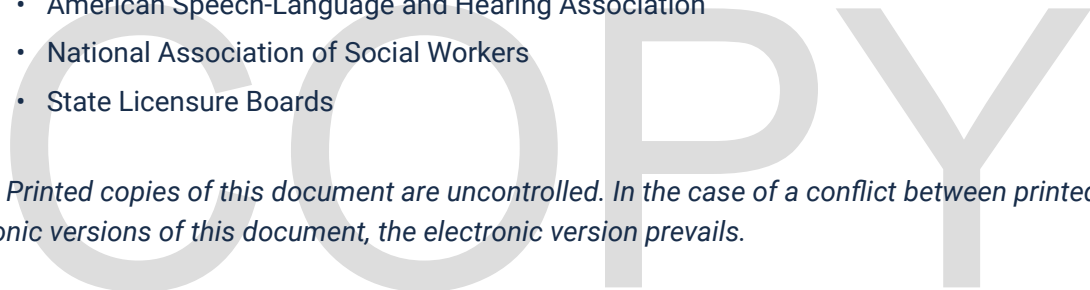 • American Speech-Language and Hearing Association
• National Association of Social Workers
• State Licensure Boards
Printed copies of this document are uncontrolled. In the case of a conflict between printed
onic versions of this document, the electronic version prevails.
COPY